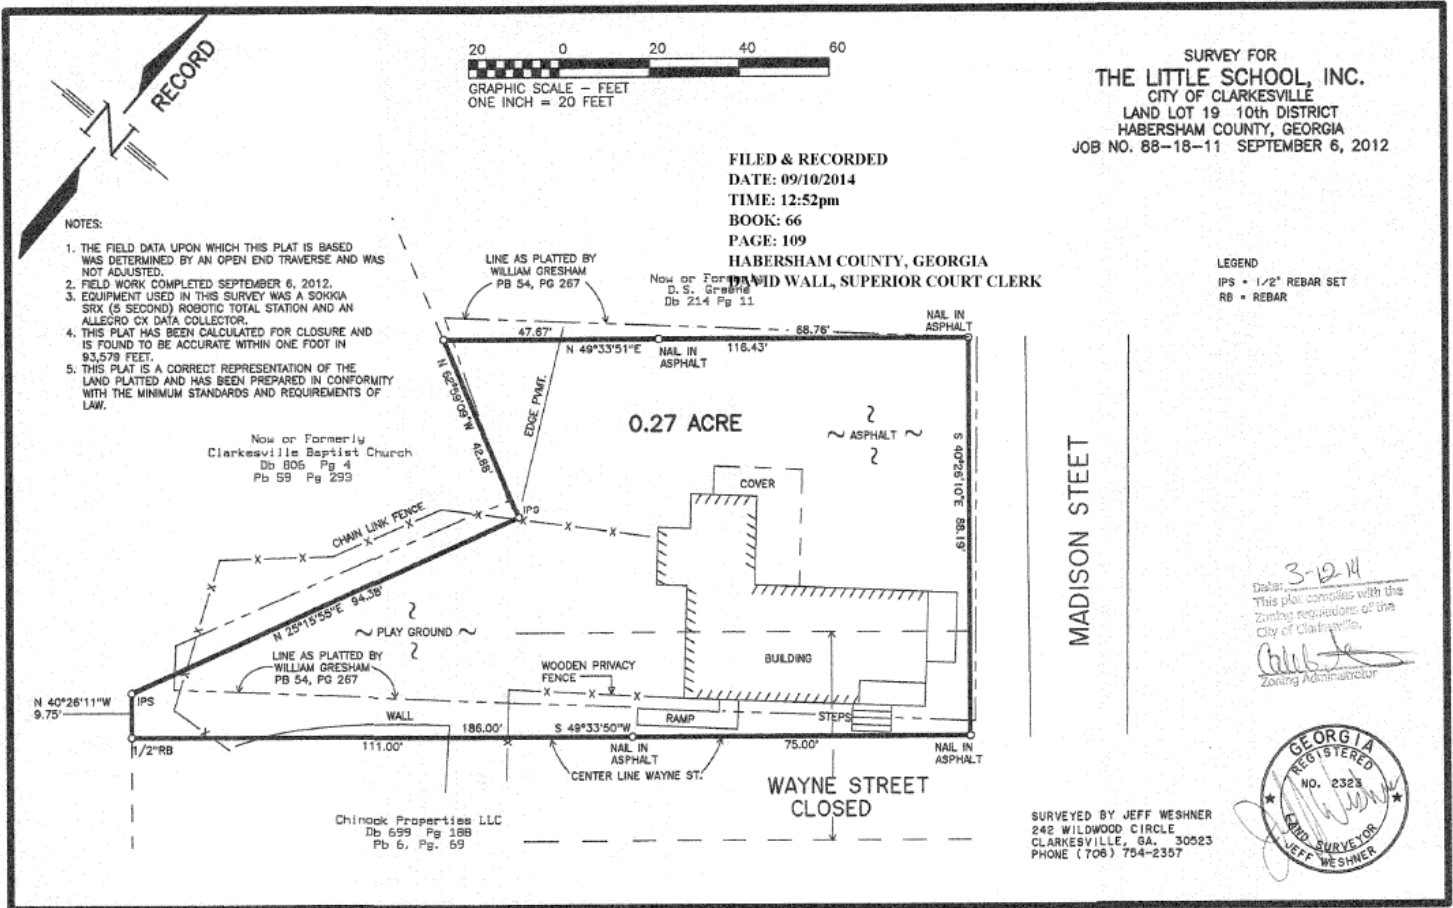 RECORD
20 0 20 40 60
GRAPHIC SCALE - FEET
ONE INCH = 20 FEET
SURVEY FOR
THE LITTLE SCHOOL, INC.
CITY OF CLARKESVILLE
LAND LOT 19 10th DISTRICT
HABERSHAM COUNTY, GEORGIA
JOB NO. 88-18-11 SEPTEMBER 6, 2012
FILED & RECORDED
DATE: 09/10/2014
TIME: 12:52pm
BOOK: 66
PAGE: 109
HABERSHAM COUNTY, GEORGIA
DAVID WALL, SUPERIOR COURT CLERK
NOTES:
1. THE FIELD DATA UPON WHICH THIS PLAT IS BASED
WAS DETERMINED BY AN OPEN END TRAVERSE AND WAS
NOT ADJUSTED.
2. FIELD WORK COMPLETED SEPTEMBER 6, 2012.
3. EQUIPMENT USED IN THIS SURVEY WAS A SOKKIA
SRX (5 SECOND) ROBOTIC TOTAL STATION AND AN
ALLEGRO CX DATA COLLECTOR.
4. THIS PLAT HAS BEEN CALCULATED FOR CLOSURE AND
IS FOUND TO BE ACCURATE WITHIN ONE FOOT IN
93,579 FEET.
5. THIS PLAT IS A CORRECT REPRESENTATION OF THE
LAND PLATTED AND HAS BEEN PREPARED IN CONFORMITY
WITH THE MINIMUM STANDARDS AND REQUIREMENTS OF
LAW.
LEGEND
IPS = 1/2" REBAR SET
RB = REBAR
LINE AS PLATTED BY
WILLIAM GRESHAM
PB 54, PG 267
Now or Formerly
D.S. Greene
Db 214 Pg 11
NAIL IN
ASPHALT
47.67'
68.76'
N 49°33'51"E
116.43'
NAIL IN
ASPHALT
N 62°59'09"W 42.88'
EDGE PVMT.
0.27 ACRE
ASPHALT
S 40°26'10"E 88.19'
MADISON STEET
Now or Formerly
Clarkesville Baptist Church
Db 806 Pg 4
Pb 59 Pg 293
COVER
IPS
CHAIN LINK FENCE
N 25°15'55"E 94.38'
PLAY GROUND
LINE AS PLATTED BY
WILLIAM GRESHAM
PB 54, PG 267
WOODEN PRIVACY
FENCE
BUILDING
N 40°26'11"W
9.75'
IPS
WALL
RAMP
STEPS
186.00'
S 49°33'50"W
1/2"RB
111.00'
NAIL IN
ASPHALT
75.00'
NAIL IN
ASPHALT
CENTER LINE WAYNE ST.
WAYNE STREET
CLOSED
Chinook Properties LLC
Db 699 Pg 188
Pb 6, Pg. 69
Date: 3-12-14
This plat complies with the
Zoning regulations of the
City of Clarkesville.
Zoning Administrator
SURVEYED BY JEFF WESHNER
242 WILDWOOD CIRCLE
CLARKESVILLE, GA. 30523
PHONE (706) 754-2357
GEORGIA
REGISTERED
NO. 2323
LAND SURVEYOR
JEFF WESHNER